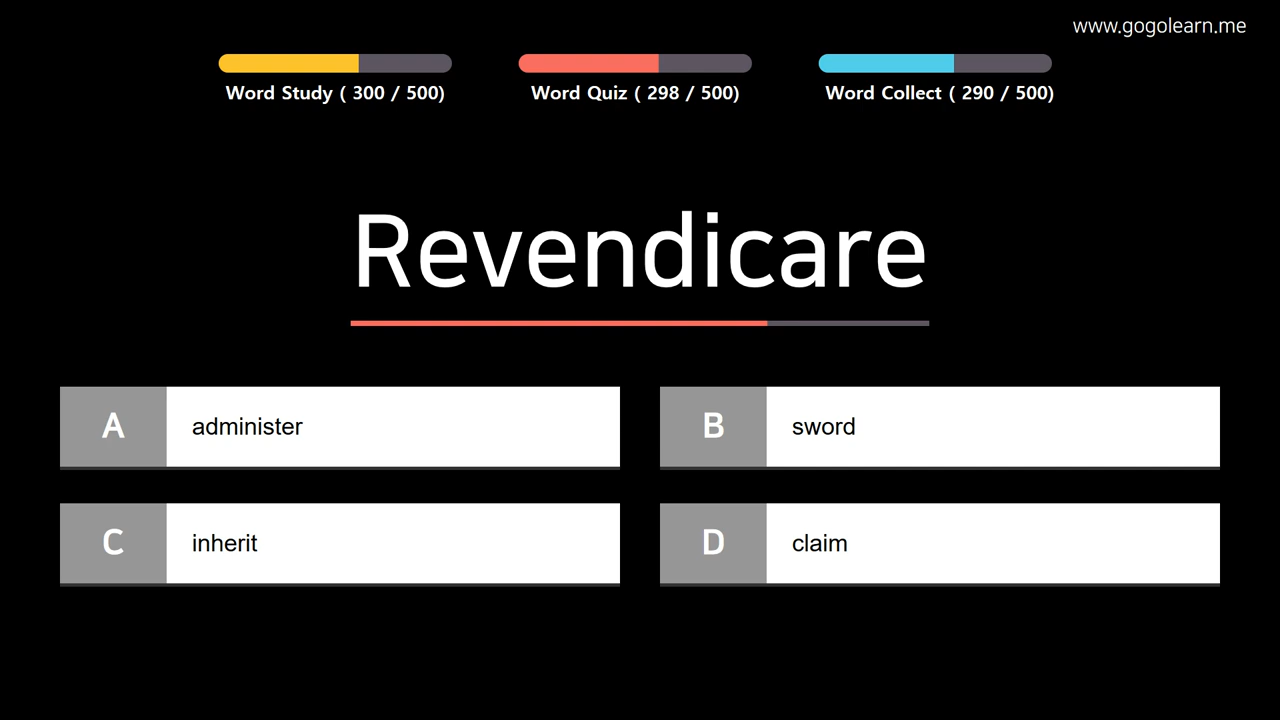 www.gogolearn.me
Word Study ( 300 / 500)
Word Quiz ( 298 / 500)
Word Collect ( 290 / 500)
Revendicare
A administer
B sword
C inherit
D claim